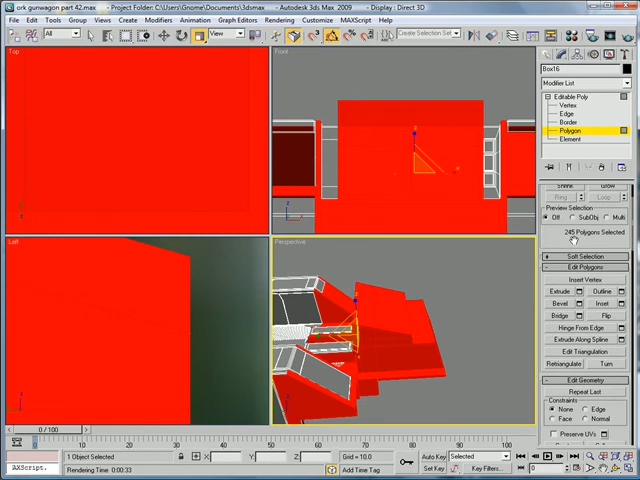 ork gunwagon part 42.max - C:\Users\Gnome\Documents\3dsmax - Autodesk 3ds Max 2009 - Display : Direct 3D
File Edit Tools Group Views Create Modifiers Animation Graph Editors Rendering Customize MAXScript Help
All View Create Selection Set
Top
Front
Left
Perspective
Box16
Modifier List
Editable Poly
Vertex
Edge
Border
Polygon
Element
Shrink Grow
Ring Loop
Preview Selection
Off SubObj Multi
245 Polygons Selected
Soft Selection
Edit Polygons
Insert Vertex
Extrude Outline
Bevel Inset
Bridge Flip
Hinge From Edge
Extrude Along Spline
Edit Triangulation
Retriangulate Turn
Edit Geometry
Repeat Last
Constraints
None Edge
Face Normal
Preserve UVs
0 / 100
0 10 20 30 40 50 60 70 80 90 100
1 Object Selected X: Y: Z: Grid = 10.0 Auto Key Selected
AXScript. Rendering Time 0:00:33 Add Time Tag Set Key Key Filters... 0